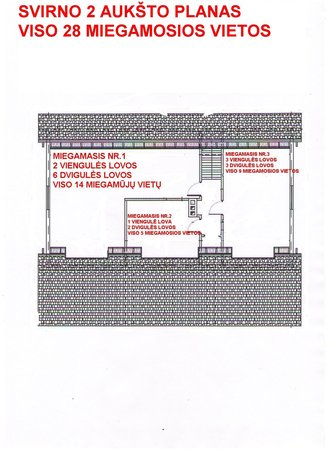 SVIRNO 2 AUKŠTO PLANAS
VISO 28 MIEGAMOSIOS VIETOS
MIEGAMASIS NR.1
2 VIENGULĖS LOVOS
6 DVIGULĖS LOVOS
VISO 14 MIEGAMŲJŲ VIETŲ
MIEGAMASIS NR.3
3 VIENGULĖS LOVOS
3 DVIGULĖS LOVOS
VISO 9 MIEGAMOSIOS VIETOS
MIEGAMASIS NR.2
1 VIENGULĖ LOVA
2 DVIGULĖS LOVOS
VISO 5 MIEGAMOSIOS VIETOS